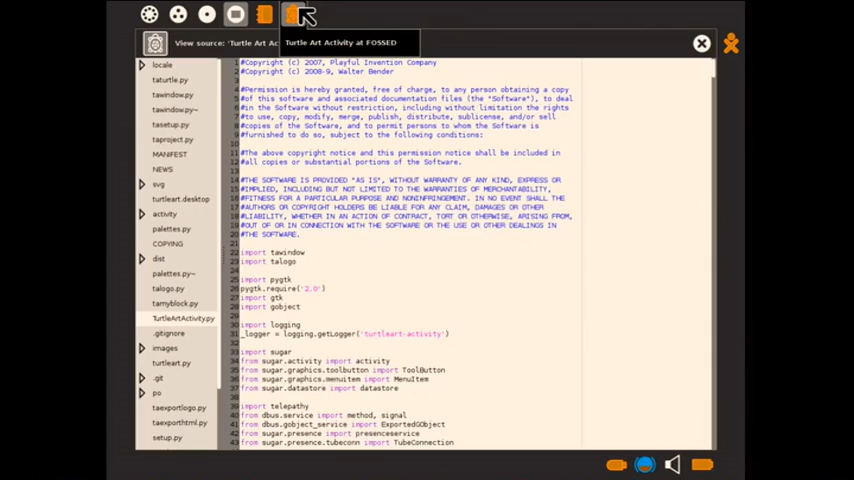 Turtle Art Activity at FOSSED
View source: 'Turtle Art Ac
locale
taturtle.py
tawindow.py
tawindow.py~
tasetup.py
taproject.py
MANIFEST
NEWS
svg
turtleart.desktop
activity
palettes.py
COPYING
dist
palettes.py~
talogo.py
tamyblock.py
TurtleArtActivity.py
.gitignore
images
turtleart.py
.git
po
taexportlogo.py
taexporthtml.py
setup.py
1 #Copyright (c) 2007, Playful Invention Company
2 #Copyright (c) 2008-9, Walter Bender
3
4 #Permission is hereby granted, free of charge, to any person obtaining a copy
5 #of this software and associated documentation files (the "Software"), to deal
6 #in the Software without restriction, including without limitation the rights
7 #to use, copy, modify, merge, publish, distribute, sublicense, and/or sell
8 #copies of the Software, and to permit persons to whom the Software is
9 #furnished to do so, subject to the following conditions:
10
11 #The above copyright notice and this permission notice shall be included in
12 #all copies or substantial portions of the Software.
13
14 #THE SOFTWARE IS PROVIDED "AS IS", WITHOUT WARRANTY OF ANY KIND, EXPRESS OR
15 #IMPLIED, INCLUDING BUT NOT LIMITED TO THE WARRANTIES OF MERCHANTABILITY,
16 #FITNESS FOR A PARTICULAR PURPOSE AND NONINFRINGEMENT. IN NO EVENT SHALL THE
17 #AUTHORS OR COPYRIGHT HOLDERS BE LIABLE FOR ANY CLAIM, DAMAGES OR OTHER
18 #LIABILITY, WHETHER IN AN ACTION OF CONTRACT, TORT OR OTHERWISE, ARISING FROM,
19 #OUT OF OR IN CONNECTION WITH THE SOFTWARE OR THE USE OR OTHER DEALINGS IN
20 #THE SOFTWARE.
21
22 import tawindow
23 import talogo
24
25 import pygtk
26 pygtk.require('2.0')
27 import gtk
28 import gobject
29
30 import logging
31 _logger = logging.getLogger('turtleart-activity')
32
33 import sugar
34 from sugar.activity import activity
35 from sugar.graphics.toolbutton import ToolButton
36 from sugar.graphics.menuitem import MenuItem
37 from sugar.datastore import datastore
38
39 import telepathy
40 from dbus.service import method, signal
41 from dbus.gobject_service import ExportedGObject
42 from sugar.presence import presenceservice
43 from sugar.presence.tubeconn import TubeConnection